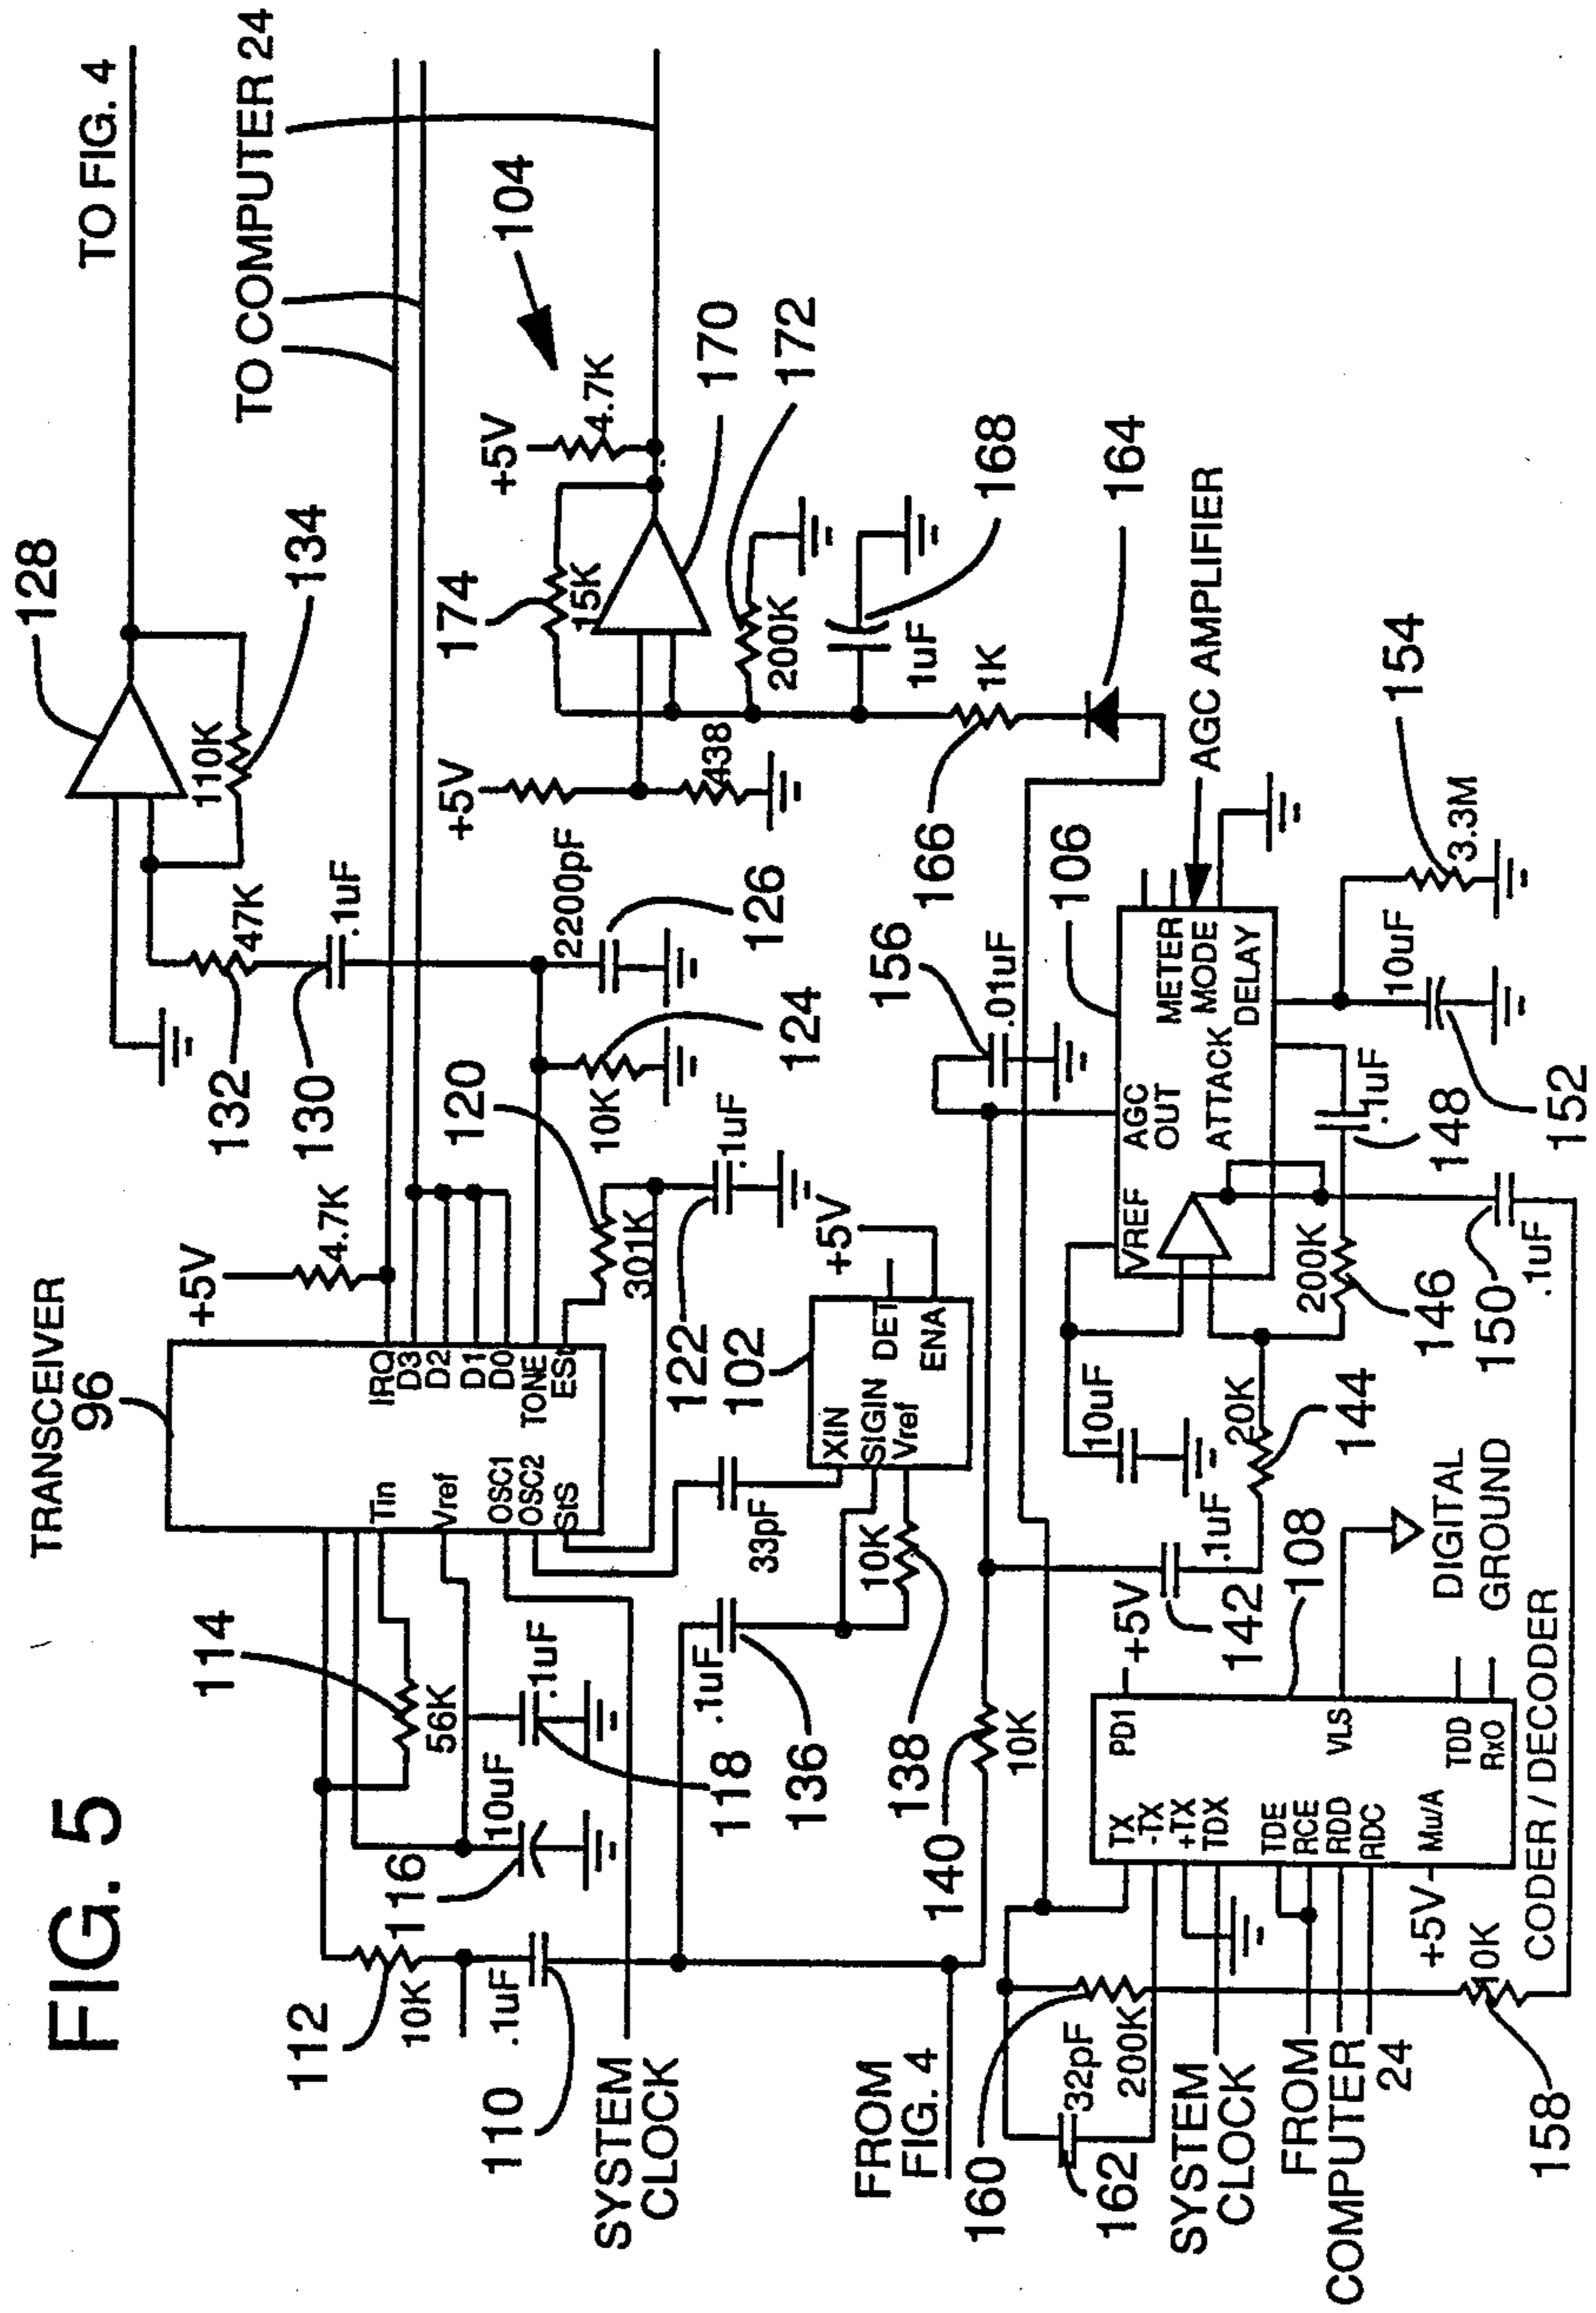 FIG. 5
TRANSCEIVER
96
112
10K
.1uF
110
114
56K
116
10uF
.1uF
118
Tin
Vref
OSC1
OSC2
StS
IRQ
D3
D2
D1
D0
TONE
ESt
+5V
4.7K
SYSTEM
CLOCK
120
301K
122
.1uF
10K
124
2200pF
126
132
47K
130
.1uF
128
110K
134
TO FIG. 4
TO COMPUTER 24
104
+5V
4.7K
174
15K
170
172
+5V
438
200K
168
1uF
166
1K
164
102
XIN
SIGIN
Vref
DET
ENA
+5V
33pF
.1uF
136
10K
138
140
10K
FROM
FIG. 4
156
.01uF
106
AGC AMPLIFIER
VREF
AGC
OUT
ATTACK
METER
MODE
DELAY
10uF
.1uF
142
20K
144
200K
146
148
.1uF
150
.1uF
10uF
152
154
3.3M
108
+5V
PD1
VLS
TDD
RxO
TX
-TX
+TX
TDX
TDE
RCE
RDD
RDC
Mu/A
+5V
DIGITAL
GROUND
CODER / DECODER
160
200K
162
32pF
SYSTEM
CLOCK
FROM
COMPUTER
24
10K
158